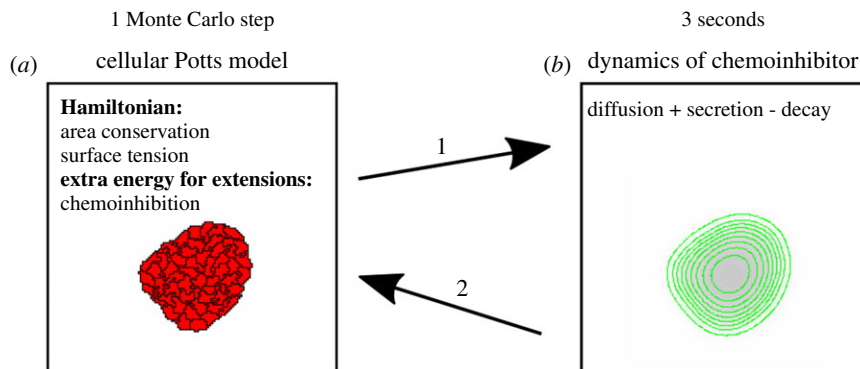 1 Monte Carlo step
3 seconds
(a) cellular Potts model
(b) dynamics of chemoinhibitor
Hamiltonian:
area conservation
surface tension
extra energy for extensions:
chemoinhibition
1
2
diffusion + secretion - decay